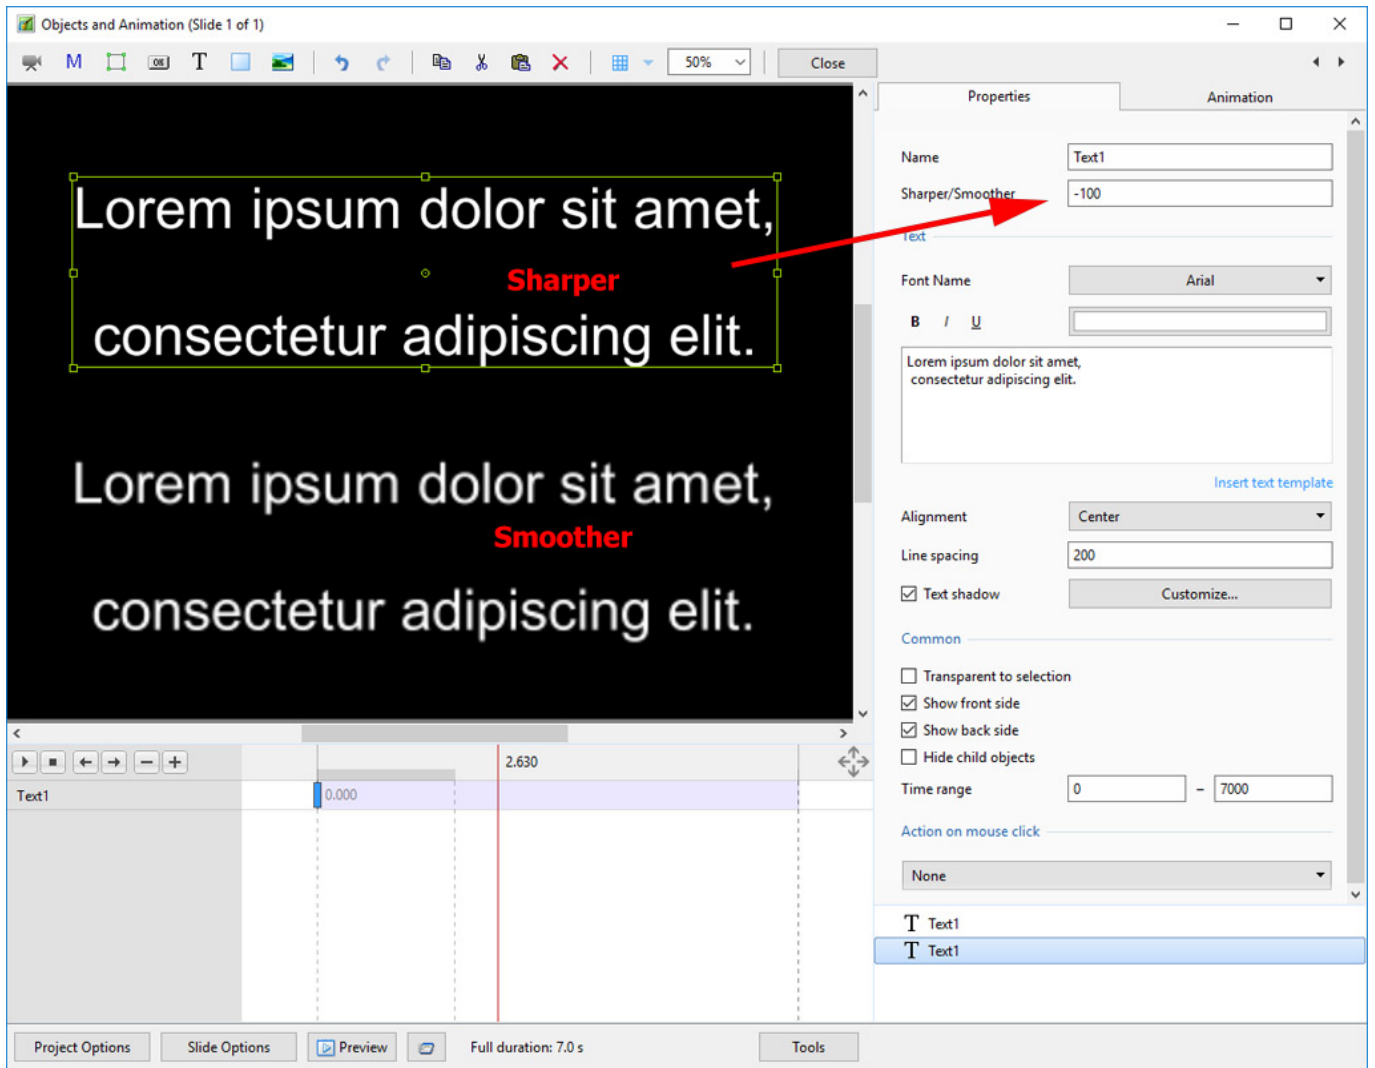 Objects and Animation (Slide 1 of 1)
M
OK
T
50%
Close
Properties
Animation
Lorem ipsum dolor sit amet,
Sharper
consectetur adipiscing elit.
Lorem ipsum dolor sit amet,
Smoother
consectetur adipiscing elit.
Name
Text1
Sharper/Smoother
-100
Text
Font Name
Arial
B I U
Lorem ipsum dolor sit amet,
consectetur adipiscing elit.
Insert text template
Alignment
Center
Line spacing
200
Text shadow
Customize...
Common
Transparent to selection
Show front side
Show back side
Hide child objects
Time range
0 – 7000
Action on mouse click
None
T Text1
T Text1
2.630
Text1
0.000
Project Options
Slide Options
Preview
Full duration: 7.0 s
Tools